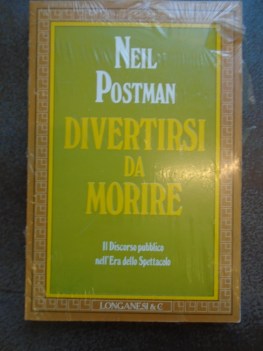 NEIL
POSTMAN
DIVERTIRSI
DA
MORIRE
Il Discorso pubblico
nell'Era dello Spettacolo
LONGANESI & C